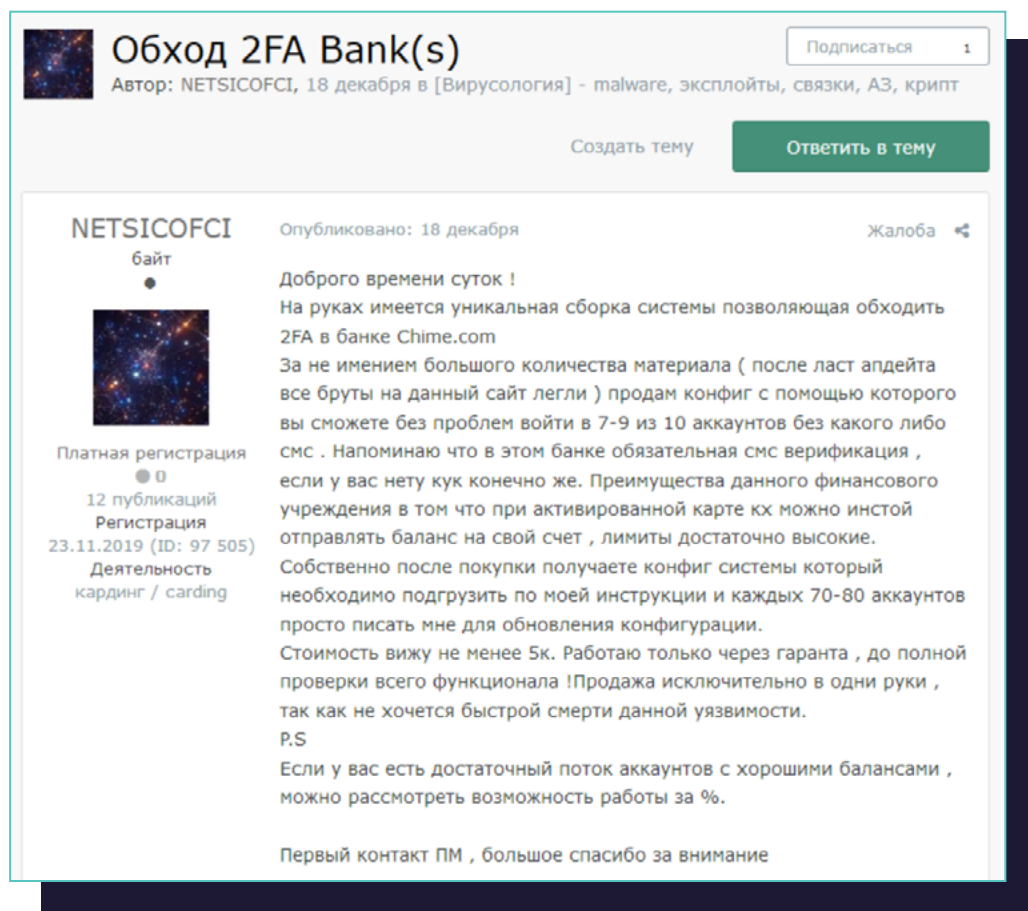 Обход 2FA Bank(s)
Подписаться 1
Автор: NETSICOFCI, 18 декабря в [Вирусология] - malware, эксплойты, связки, АЗ, крипт
Создать тему
Ответить в тему
NETSICOFCI
байт
Платная регистрация
0
12 публикаций
Регистрация
23.11.2019 (ID: 97 505)
Деятельность
кардинг / carding
Опубликовано: 18 декабря
Жалоба
Доброго времени суток !
На руках имеется уникальная сборка системы позволяющая обходить
2FA в банке Chime.com
За не имением большого количества материала ( после ласт апдейта
все бруты на данный сайт легли ) продам конфиг с помощью которого
вы сможете без проблем войти в 7-9 из 10 аккаунтов без какого либо
смс . Напоминаю что в этом банке обязательная смс верификация ,
если у вас нету кук конечно же. Преимущества данного финансового
учреждения в том что при активированной карте кх можно инстой
отправлять баланс на свой счет , лимиты достаточно высокие.
Собственно после покупки получаете конфиг системы который
необходимо подгрузить по моей инструкции и каждых 70-80 аккаунтов
просто писать мне для обновления конфигурации.
Стоимость вижу не менее 5к. Работаю только через гаранта , до полной
проверки всего функционала !Продажа исключительно в одни руки ,
так как не хочется быстрой смерти данной уязвимости.
P.S
Если у вас есть достаточный поток аккаунтов с хорошими балансами ,
можно рассмотреть возможность работы за %.
Первый контакт ПМ , большое спасибо за внимание